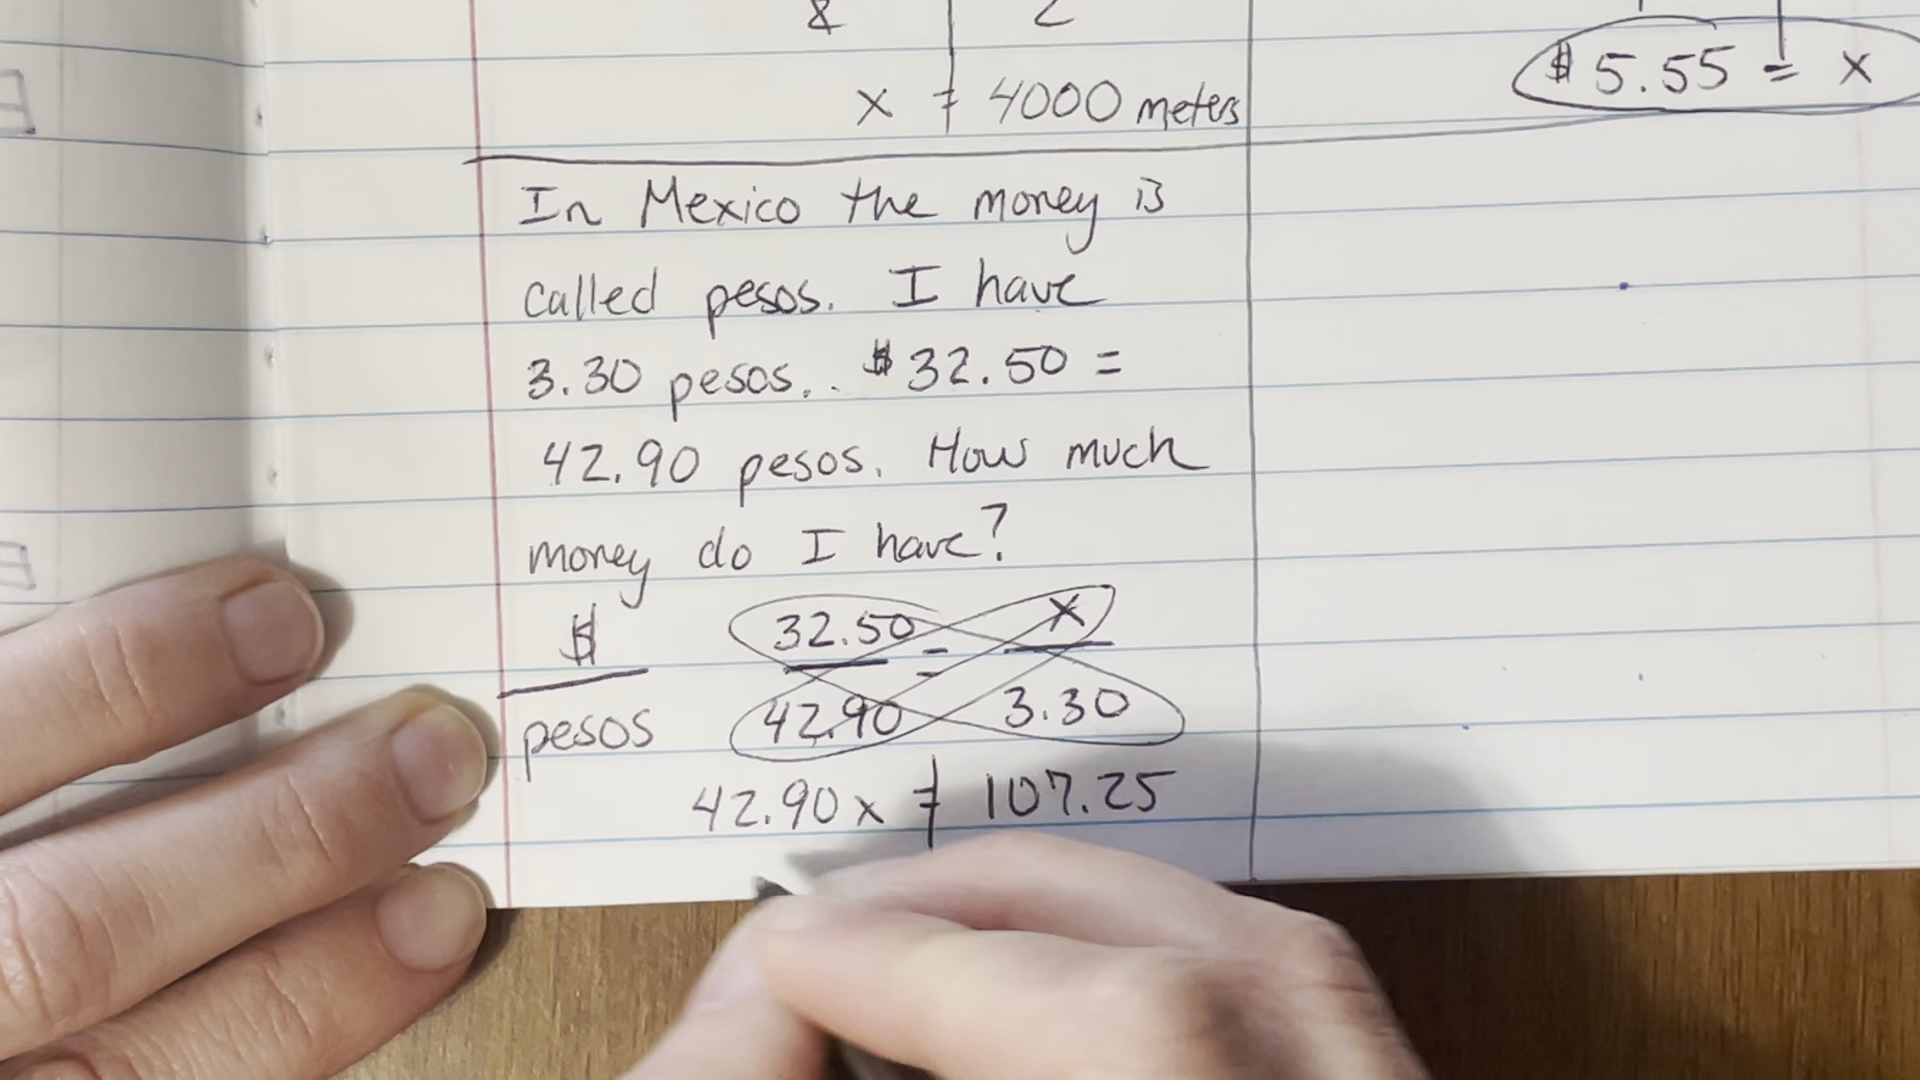 8 2
x = 4000 meters
$ 5.55 = x
In Mexico the money is
called pesos. I have
3.30 pesos. . $32.50 =
42.90 pesos. How much
money do I have?
$ 32.50 = x
pesos 42.90 3.30
42.90x = 107.25